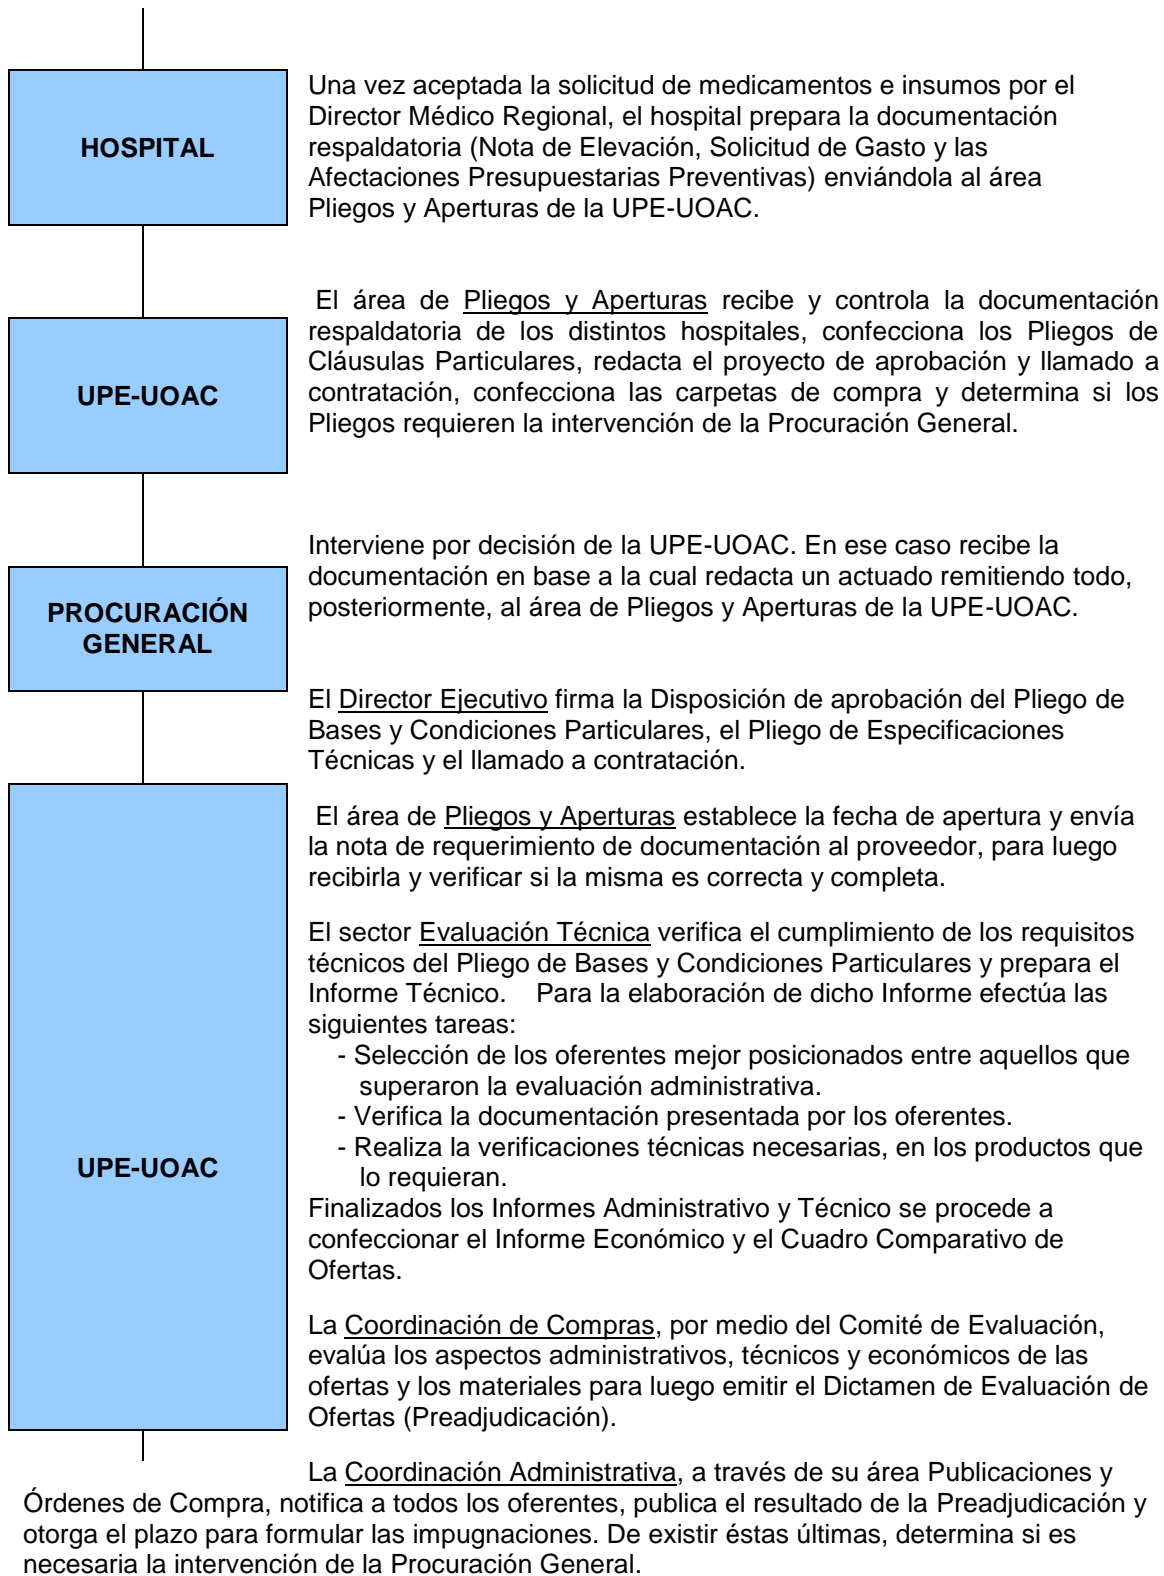 Una vez aceptada la solicitud de medicamentos e insumos por el
Director Médico Regional, el hospital prepara la documentación
respaldatoria (Nota de Elevación, Solicitud de Gasto y las
Afectaciones Presupuestarias Preventivas) enviándola al área
Pliegos y Aperturas de la UPE-UOAC.
HOSPITAL
El área de Pliegos y Aperturas recibe y controla la documentación
respaldatoria de los distintos hospitales, confecciona los Pliegos de
Cláusulas Particulares, redacta el proyecto de aprobación y llamado a
contratación, confecciona las carpetas de compra y determina si los
Pliegos requieren la intervención de la Procuración General.
UPE-UOAC
Interviene por decisión de la UPE-UOAC. En ese caso recibe la
documentación en base a la cual redacta un actuado remitiendo todo,
posteriormente, al área de Pliegos y Aperturas de la UPE-UOAC.
PROCURACIÓN
GENERAL
El Director Ejecutivo firma la Disposición de aprobación del Pliego de
Bases y Condiciones Particulares, el Pliego de Especificaciones
Técnicas y el llamado a contratación.
El área de Pliegos y Aperturas establece la fecha de apertura y envía
la nota de requerimiento de documentación al proveedor, para luego
recibirla y verificar si la misma es correcta y completa.
El sector Evaluación Técnica verifica el cumplimiento de los requisitos
técnicos del Pliego de Bases y Condiciones Particulares y prepara el
Informe Técnico. Para la elaboración de dicho Informe efectúa las
siguientes tareas:
- Selección de los oferentes mejor posicionados entre aquellos que
superaron la evaluación administrativa.
- Verifica la documentación presentada por los oferentes.
- Realiza la verificaciones técnicas necesarias, en los productos que
lo requieran.
UPE-UOAC
Finalizados los Informes Administrativo y Técnico se procede a
confeccionar el Informe Económico y el Cuadro Comparativo de
Ofertas.
La Coordinación de Compras, por medio del Comité de Evaluación,
evalúa los aspectos administrativos, técnicos y económicos de las
ofertas y los materiales para luego emitir el Dictamen de Evaluación de
Ofertas (Preadjudicación).
La Coordinación Administrativa, a través de su área Publicaciones y
Órdenes de Compra, notifica a todos los oferentes, publica el resultado de la Preadjudicación y
otorga el plazo para formular las impugnaciones. De existir éstas últimas, determina si es
necesaria la intervención de la Procuración General.